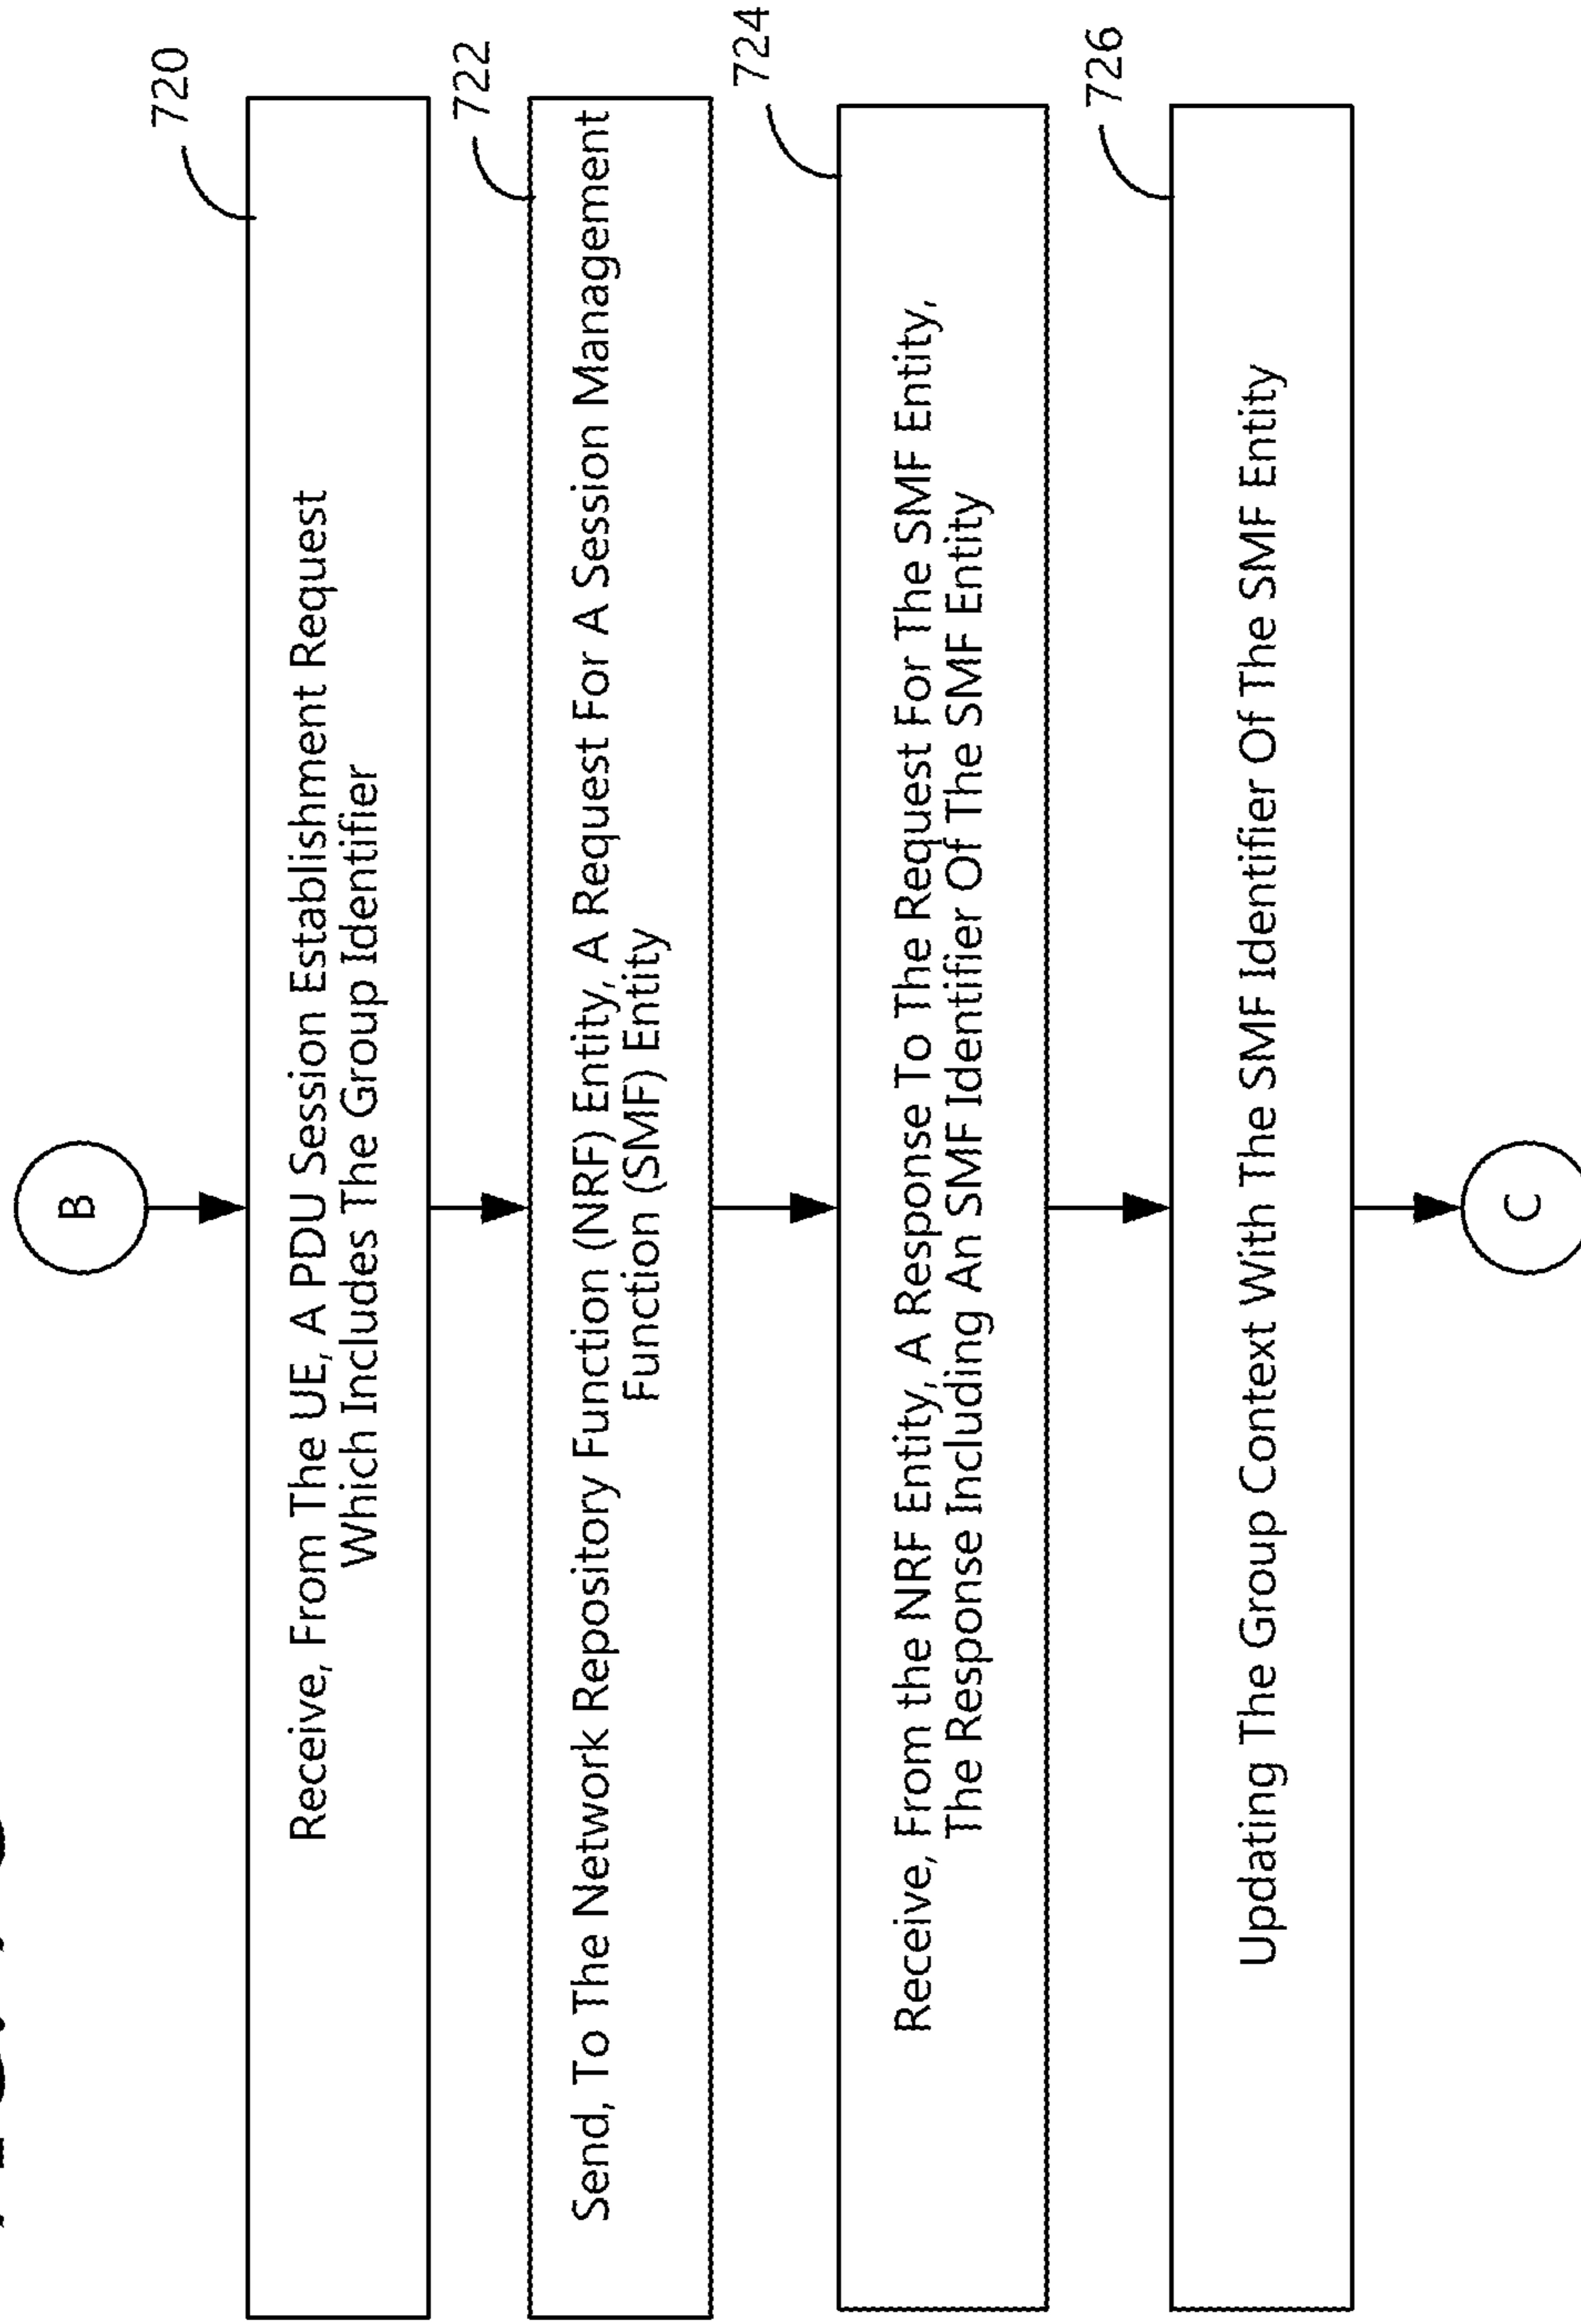 B
720
Receive, From The UE, A PDU Session Establishment Request
Which Includes The Group Identifier
722
Send, To The Network Repository Function (NRF) Entity, A Request For A Session Management
Function (SMF) Entity
724
Receive, From the NRF Entity, A Response To The Request For The SMF Entity,
The Response Including An SMF Identifier Of The SMF Entity
726
Updating The Group Context With The SMF Identifier Of The SMF Entity
C